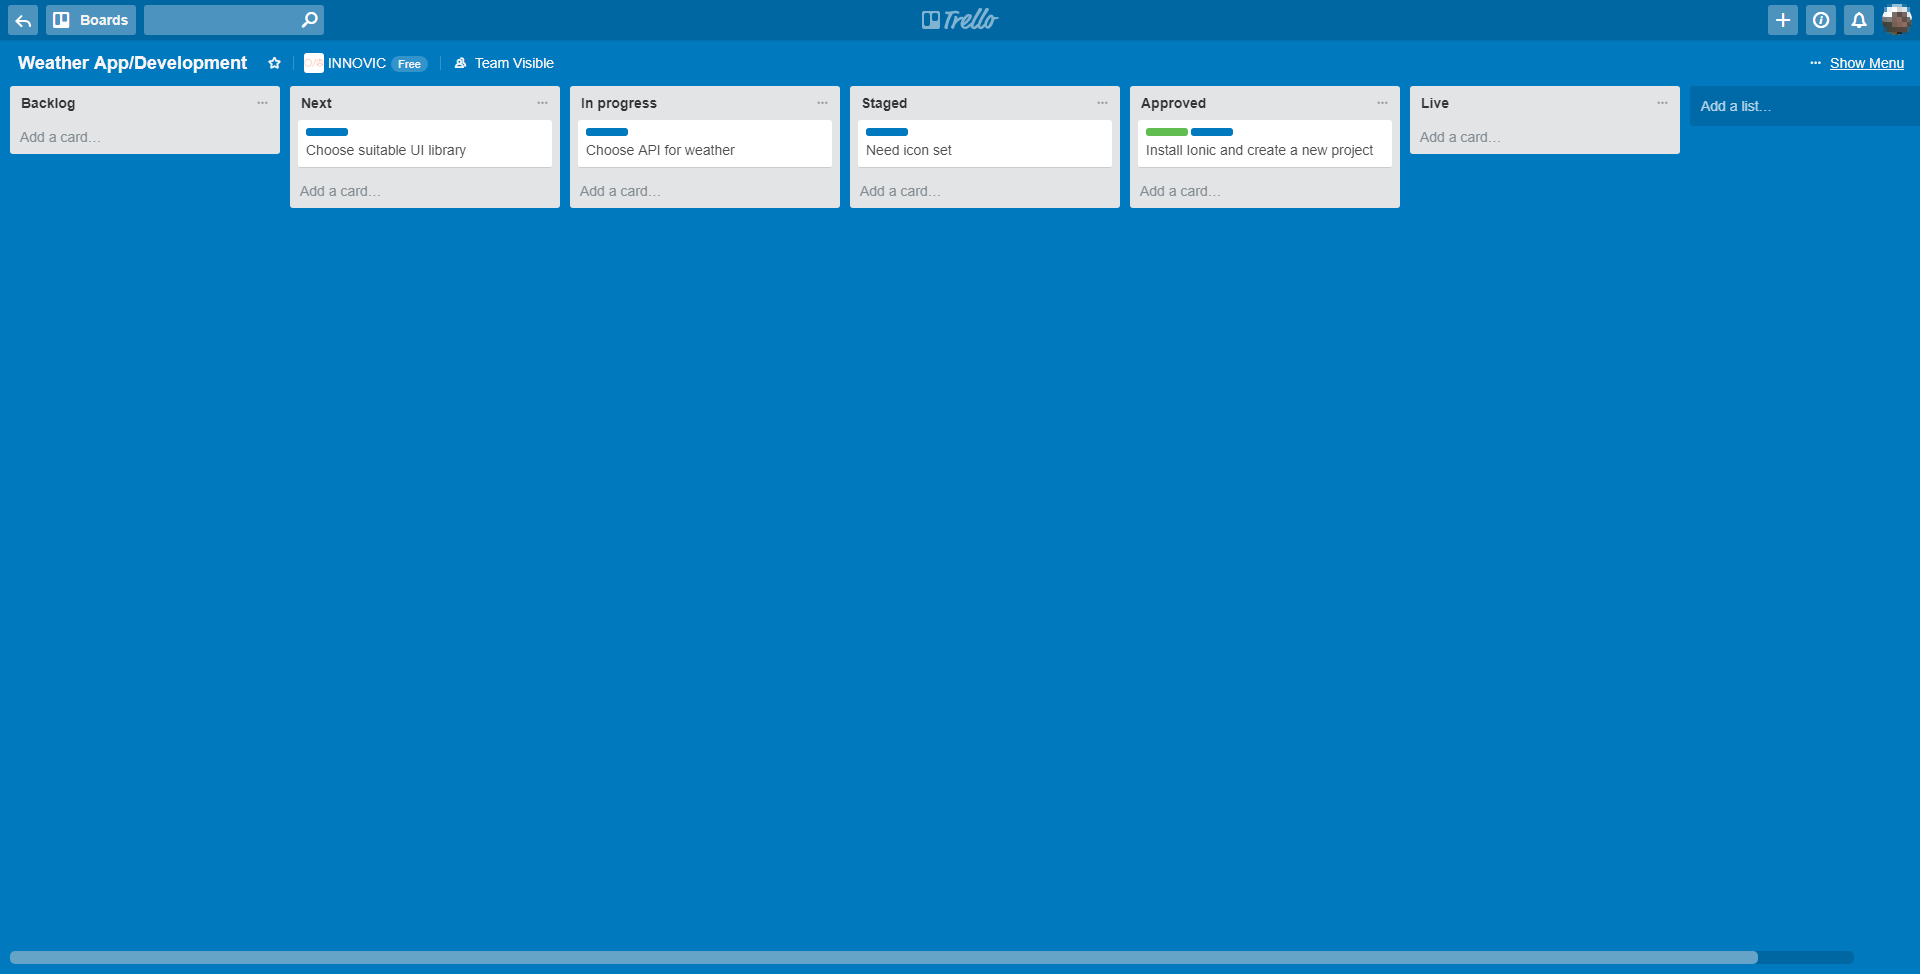 Boards
Trello
Weather App/Development INNOVIC Free Team Visible ... Show Menu
Backlog ...
Add a card...
Next ...
Choose suitable UI library
Add a card...
In progress ...
Choose API for weather
Add a card...
Staged ...
Need icon set
Add a card...
Approved ...
Install Ionic and create a new project
Add a card...
Live ...
Add a card...
Add a list...